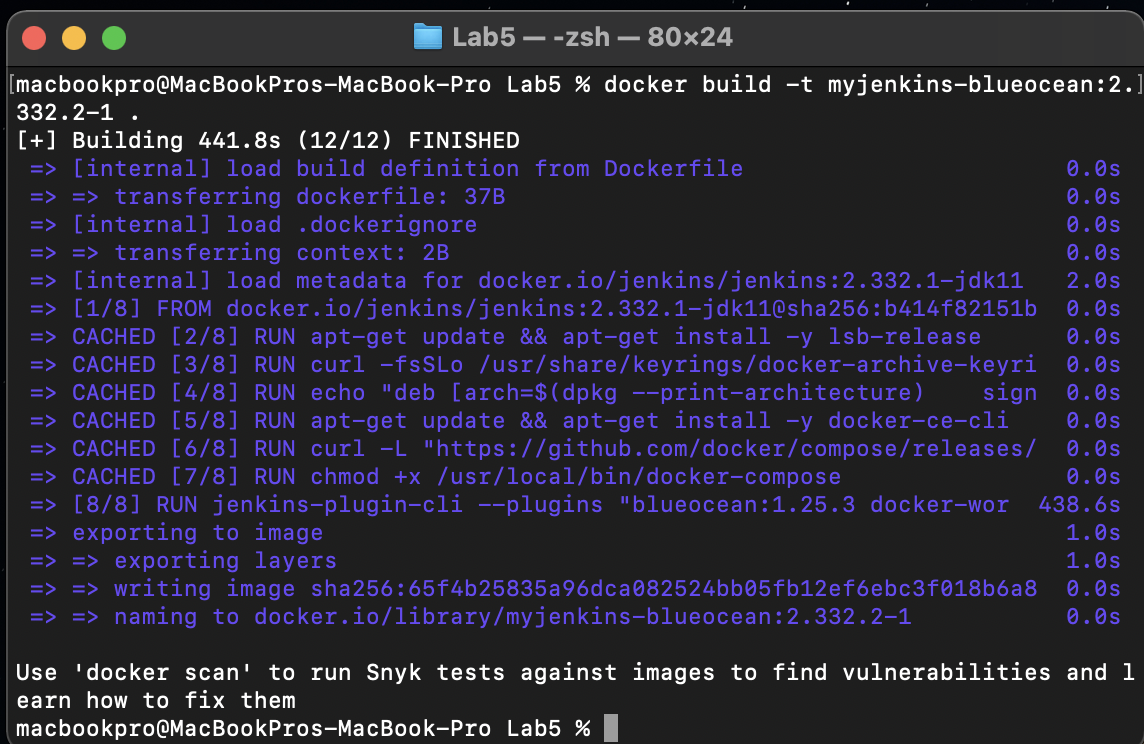 Lab5 — -zsh — 80×24
[macbookpro@MacBookPros-MacBook-Pro Lab5 % docker build -t myjenkins-blueocean:2.]
332.2-1 .
[+] Building 441.8s (12/12) FINISHED
=> [internal] load build definition from Dockerfile 0.0s
=> => transferring dockerfile: 37B 0.0s
=> [internal] load .dockerignore 0.0s
=> => transferring context: 2B 0.0s
=> [internal] load metadata for docker.io/jenkins/jenkins:2.332.1-jdk11 2.0s
=> [1/8] FROM docker.io/jenkins/jenkins:2.332.1-jdk11@sha256:b414f82151b 0.0s
=> CACHED [2/8] RUN apt-get update && apt-get install -y lsb-release 0.0s
=> CACHED [3/8] RUN curl -fsSLo /usr/share/keyrings/docker-archive-keyri 0.0s
=> CACHED [4/8] RUN echo "deb [arch=$(dpkg --print-architecture) sign 0.0s
=> CACHED [5/8] RUN apt-get update && apt-get install -y docker-ce-cli 0.0s
=> CACHED [6/8] RUN curl -L "https://github.com/docker/compose/releases/ 0.0s
=> CACHED [7/8] RUN chmod +x /usr/local/bin/docker-compose 0.0s
=> [8/8] RUN jenkins-plugin-cli --plugins "blueocean:1.25.3 docker-wor 438.6s
=> exporting to image 1.0s
=> => exporting layers 1.0s
=> => writing image sha256:65f4b25835a96dca082524bb05fb12ef6ebc3f018b6a8 0.0s
=> => naming to docker.io/library/myjenkins-blueocean:2.332.2-1 0.0s
Use 'docker scan' to run Snyk tests against images to find vulnerabilities and l
earn how to fix them
macbookpro@MacBookPros-MacBook-Pro Lab5 %